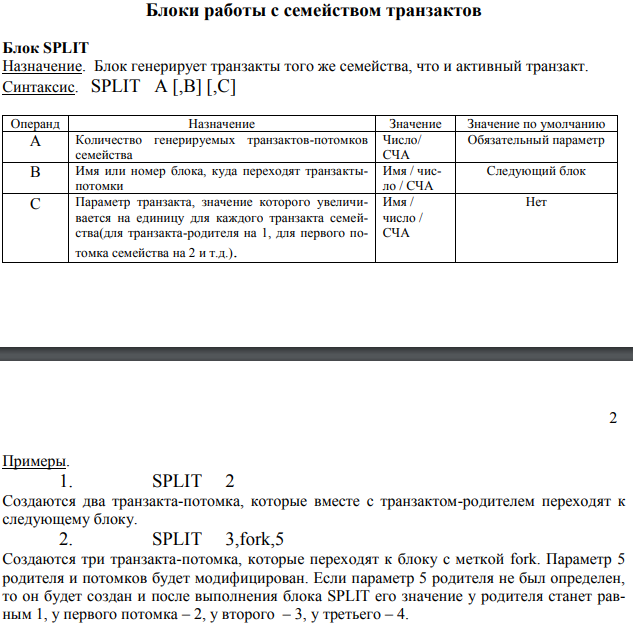 Блоки работы с семейством транзактов
Блок SPLIT
Назначение. Блок генерирует транзакты того же семейства, что и активный транзакт.
Синтаксис. SPLIT A [,B] [,C]
Операнд Назначение Значение Значение по умолчанию
A Количество генерируемых транзактов-потомков Число/ Обязательный параметр
семейства СЧА
B Имя или номер блока, куда переходят транзакты- Имя / чис- Следующий блок
потомки ло / СЧА
C Параметр транзакта, значение которого увеличи- Имя / Нет
вается на единицу для каждого транзакта семей- число /
ства(для транзакта-родителя на 1, для первого по- СЧА
томка семейства на 2 и т.д.).
2
Примеры.
1. SPLIT 2
Создаются два транзакта-потомка, которые вместе с транзактом-родителем переходят к
следующему блоку.
2. SPLIT 3,fork,5
Создаются три транзакта-потомка, которые переходят к блоку с меткой fork. Параметр 5
родителя и потомков будет модифицирован. Если параметр 5 родителя не был определен,
то он будет создан и после выполнения блока SPLIT его значение у родителя станет рав-
ным 1, у первого потомка – 2, у второго – 3, у третьего – 4.